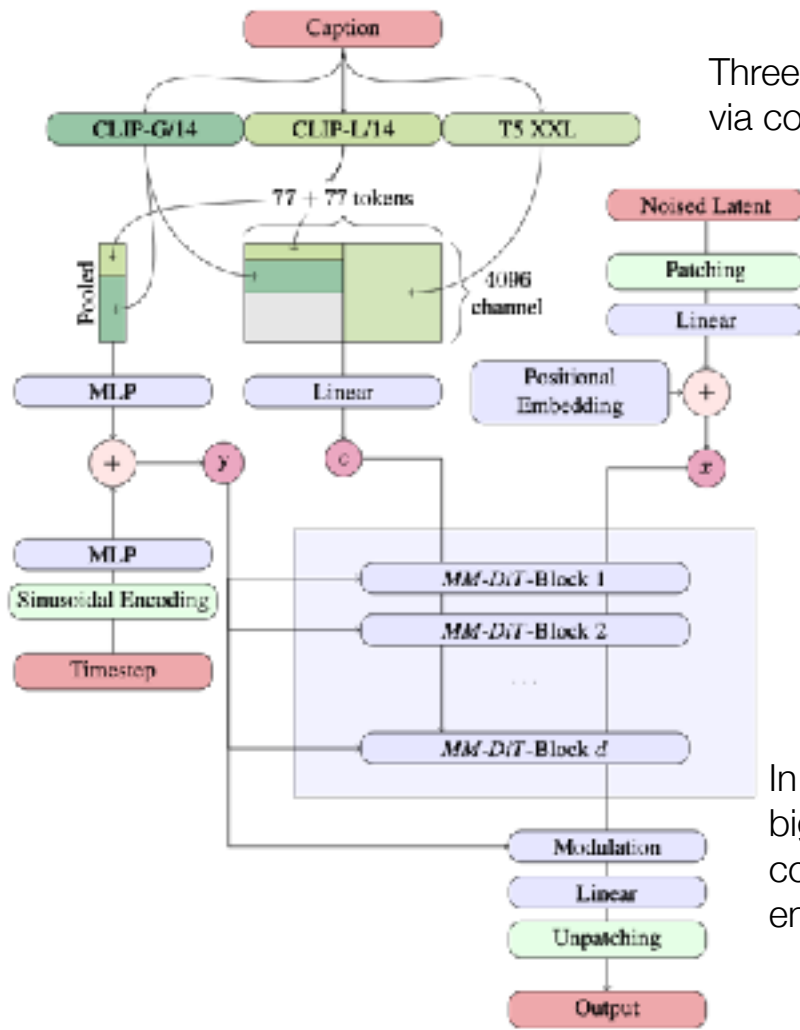 Caption
Three
via co
CLIP-G/14
CLIP-L/14
T5 XXL
77 + 77 tokens
Noised Latent
Pooled
4096
channel
Patching
Linear
MLP
Linear
Positional
Embedding
+
+
y
c
x
MLP
Sinusoidal Encoding
Timestep
MM-DiT-Block 1
MM-DiT-Block 2
. . .
MM-DiT-Block d
In
big
co
en
Modulation
Linear
Unpatching
Output